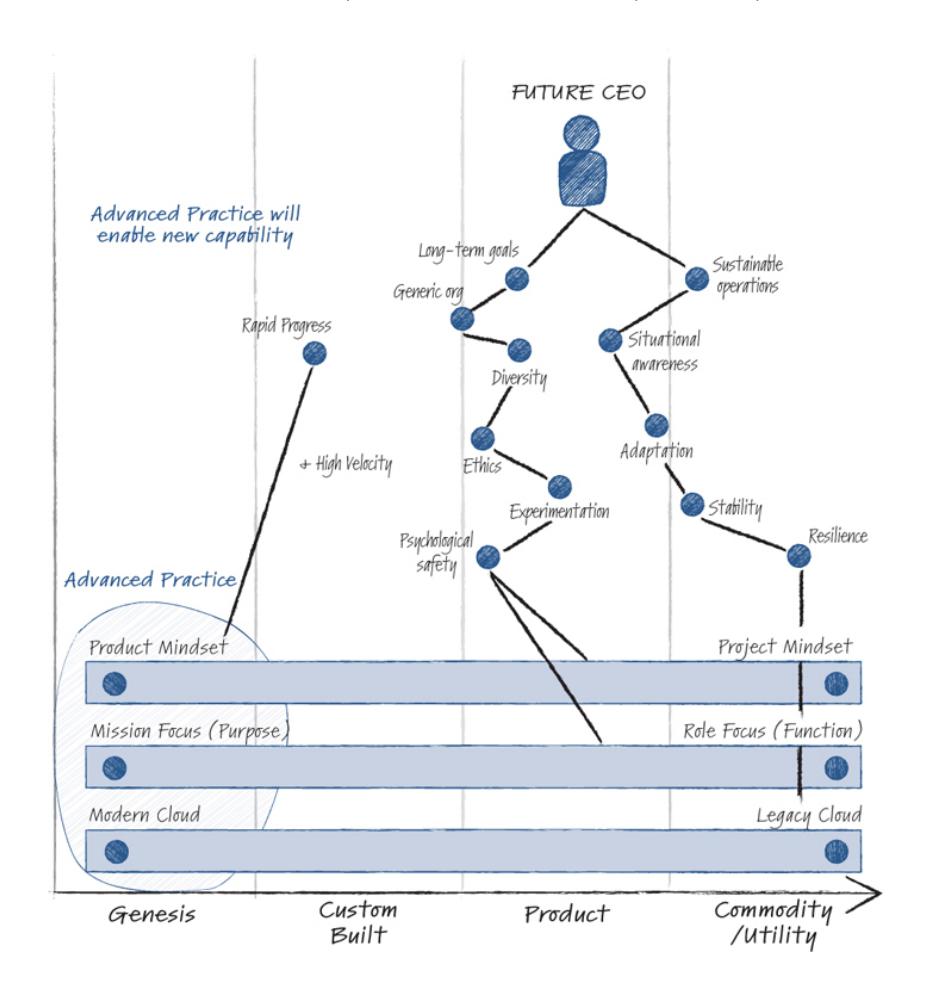 FUTURE CEO
Advanced Practice will
enable new capability
Long-term goals
Sustainable
operations
Generic org
Rapid Progress
Situational
awareness
Diversity
Adaptation
+ High Velocity
Ethics
Experimentation
Stability
Psychological
safety
Resilience
Advanced Practice
Product Mindset
Project Mindset
Mission Focus (Purpose)
Role Focus (Function)
Modern Cloud
Legacy Cloud
Genesis
Custom
Built
Product
Commodity
/Utility